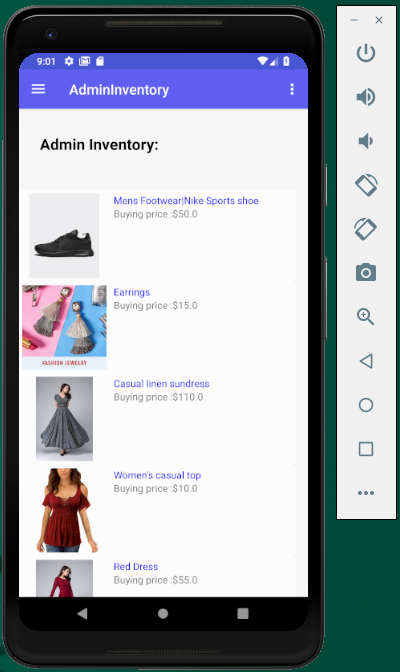 9:01
AdminInventory
Admin Inventory:
Mens Footwear|Nike Sports shoe
Buying price :$50.0
Earrings
Buying price :$15.0
FASHION JEWELRY
Casual linen sundress
Buying price :$110.0
Women's casual top
Buying price :$10.0
Red Dress
Buying price :$55.0